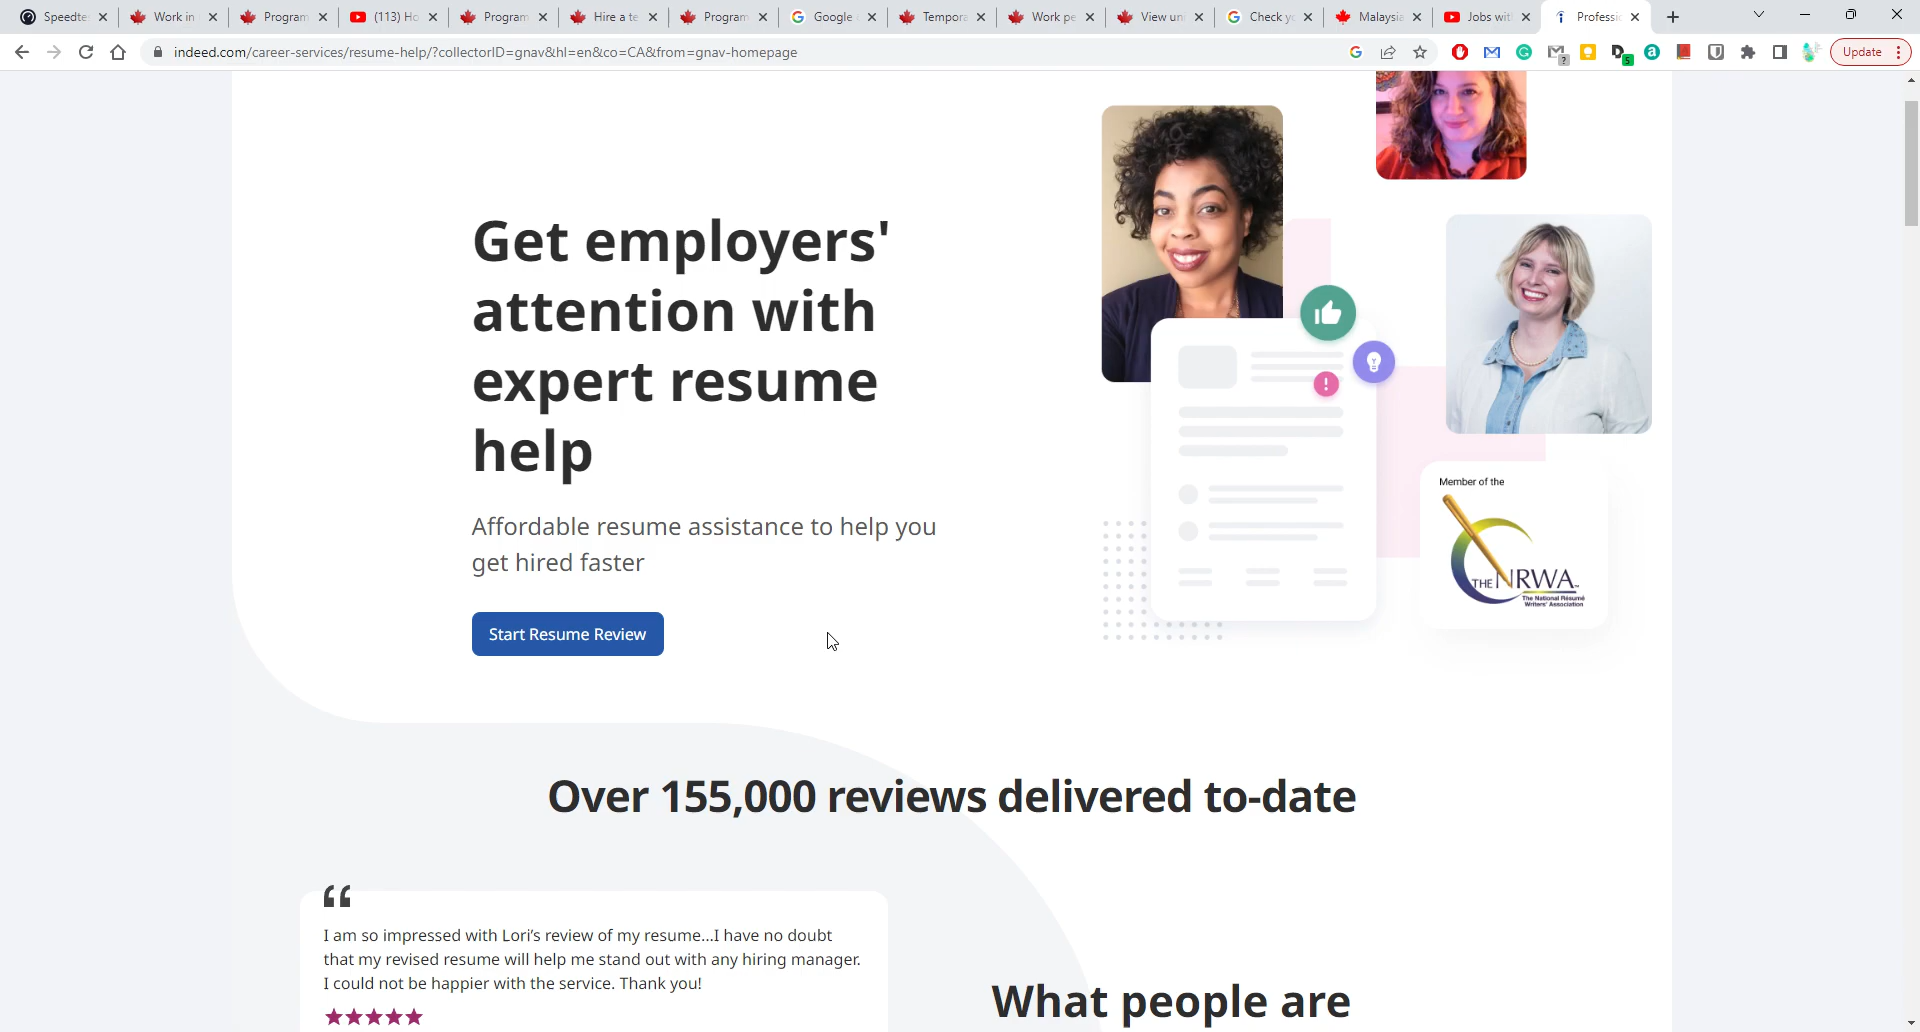 Speedte
Work in
Program
(113) Ho
Program
Hire a te
Program
Google
Tempora
Work pe
View un
Check y
Malaysia
Jobs wit
Professi
indeed.com/career-services/resume-help/?collectorID=gnav&hl=en&co=CA&from=gnav-homepage
Update
Get employers'
attention with
expert resume
help
Affordable resume assistance to help you
get hired faster
Start Resume Review
Member of the
THE NRWA
The National Résumé
Writers' Association
Over 155,000 reviews delivered to-date
“
I am so impressed with Lori's review of my resume...I have no doubt
that my revised resume will help me stand out with any hiring manager.
I could not be happier with the service. Thank you!
What people are